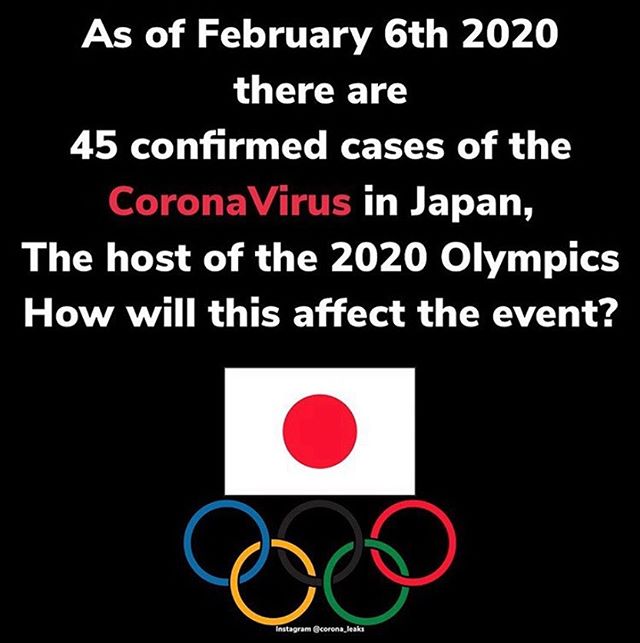 As of February 6th 2020
there are
45 confirmed cases of the
CoronaVirus in Japan,
The host of the 2020 Olympics
How will this affect the event?
Instagram @corona_leaks